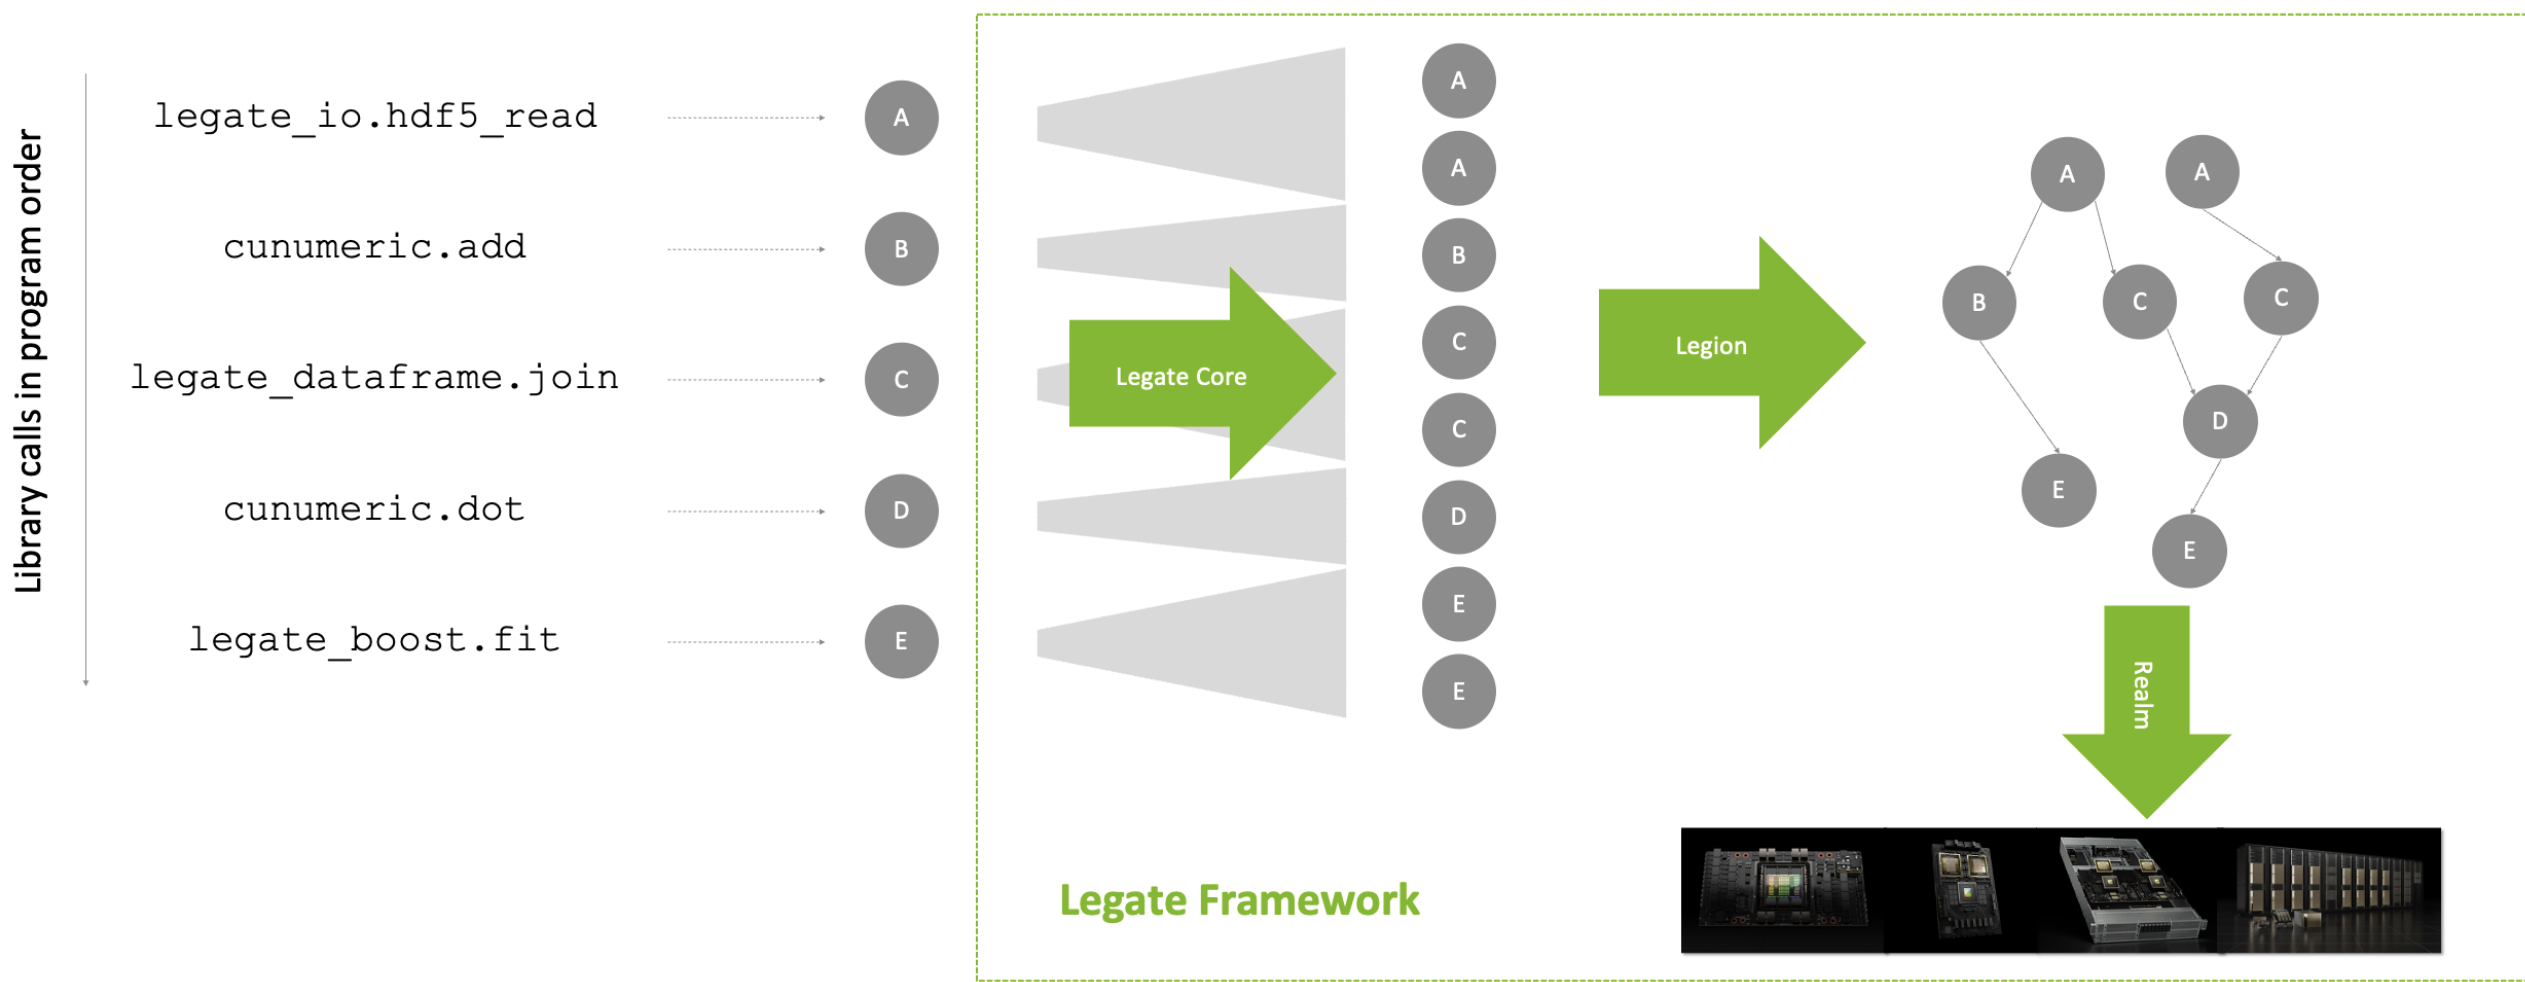 Library calls in program order
legate_io.hdf5_read
A
cunumeric.add
B
legate_dataframe.join
C
cunumeric.dot
D
legate_boost.fit
E
Legate Core
A
A
B
C
C
D
E
E
Legion
A
A
B
C
C
D
E
E
Realm
Legate Framework